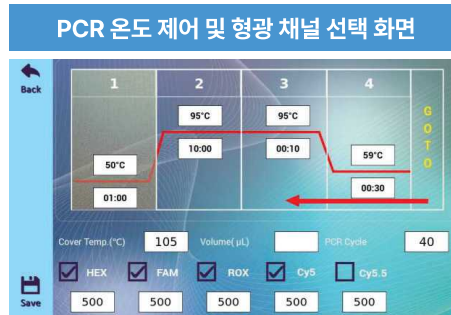 PCR 온도 제어 및 형광 채널 선택 화면
Back
1 2 3 4
95°C 95°C
10:00 00:10
50°C 59°C
01:00 00:30
GOTO
Cover Temp.(°C) 105 Volume( μL) PCR Cycle 40
HEX FAM ROX Cy5 Cy5.5
Save
500 500 500 500 500